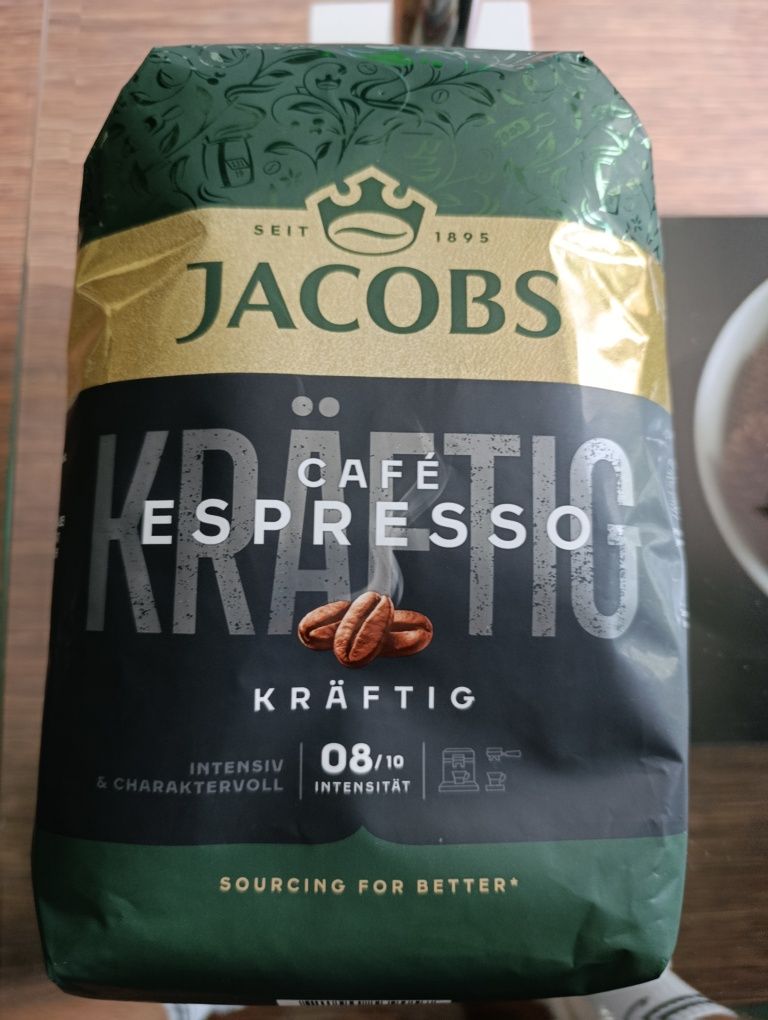 SEIT 1895
JACOBS
KRÄFTIG
CAFÉ
ESPRESSO
KRÄFTIG
INTENSIV
& CHARAKTERVOLL
08/10
INTENSITÄT
SOURCING FOR BETTER*